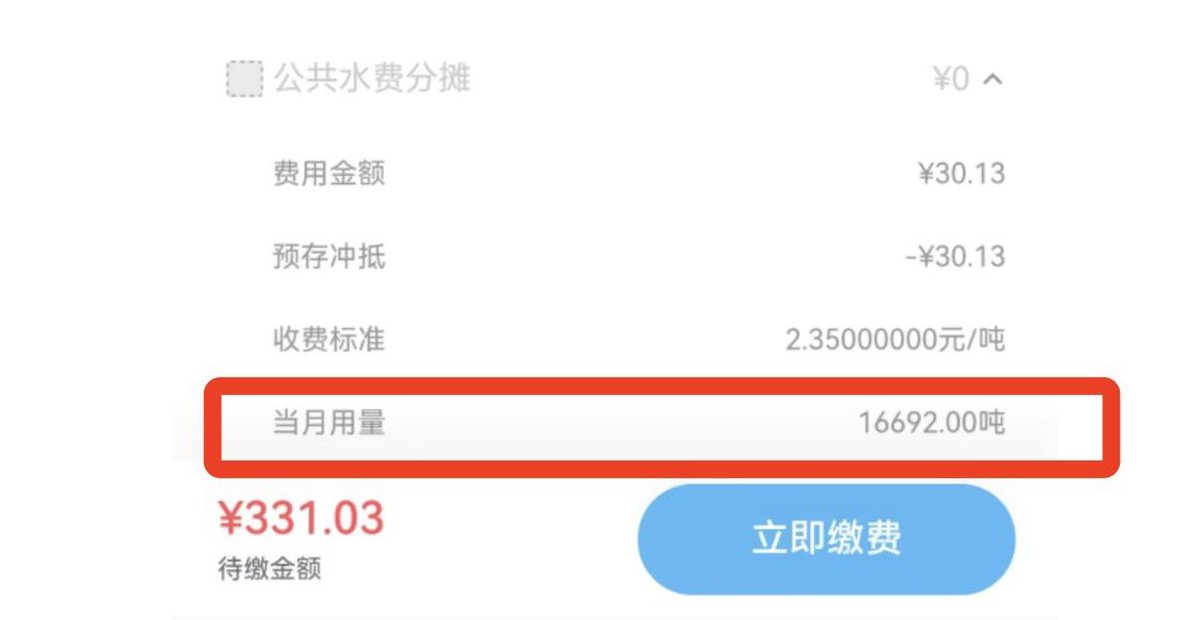 公共水费分摊 ¥0
费用金额 ¥30.13
预存冲抵 -¥30.13
收费标准 2.35000000元/吨
当月用量 16692.00吨
¥331.03 立即缴费
待缴金额